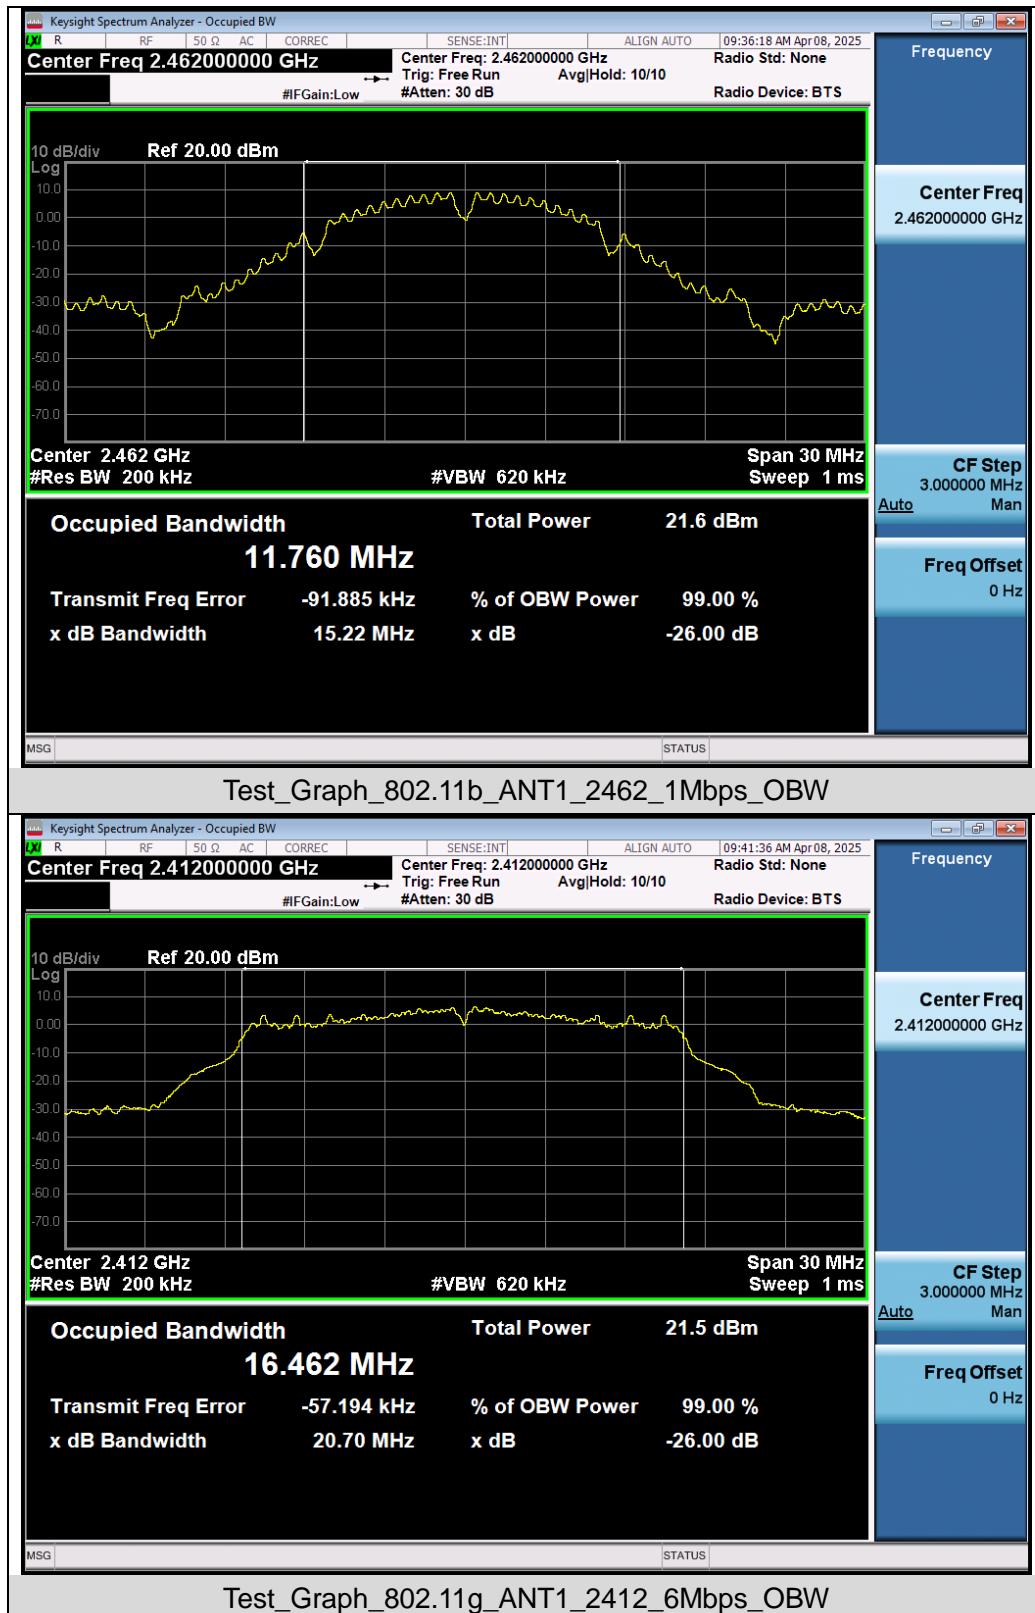 Keysight Spectrum Analyzer - Occupied BW
LXI R RF 50 Ω AC CORREC SENSE:INT ALIGN AUTO 09:36:18 AM Apr 08, 2025
Center Freq 2.462000000 GHz
#IFGain:Low
Center Freq: 2.462000000 GHz
Trig: Free Run Avg|Hold: 10/10
#Atten: 30 dB
Radio Std: None
Radio Device: BTS
Frequency
10 dB/div Ref 20.00 dBm
Log
10.0
0.00
-10.0
-20.0
-30.0
-40.0
-50.0
-60.0
-70.0
Center 2.462 GHz Span 30 MHz
#Res BW 200 kHz #VBW 620 kHz Sweep 1 ms
Occupied Bandwidth Total Power 21.6 dBm
11.760 MHz
Transmit Freq Error -91.885 kHz % of OBW Power 99.00 %
x dB Bandwidth 15.22 MHz x dB -26.00 dB
Center Freq
2.462000000 GHz
CF Step
3.000000 MHz
Auto Man
Freq Offset
0 Hz
MSG STATUS
Test_Graph_802.11b_ANT1_2462_1Mbps_OBW
Keysight Spectrum Analyzer - Occupied BW
LXI R RF 50 Ω AC CORREC SENSE:INT ALIGN AUTO 09:41:36 AM Apr 08, 2025
Center Freq 2.412000000 GHz
#IFGain:Low
Center Freq: 2.412000000 GHz
Trig: Free Run Avg|Hold: 10/10
#Atten: 30 dB
Radio Std: None
Radio Device: BTS
Frequency
10 dB/div Ref 20.00 dBm
Log
10.0
0.00
-10.0
-20.0
-30.0
-40.0
-50.0
-60.0
-70.0
Center 2.412 GHz Span 30 MHz
#Res BW 200 kHz #VBW 620 kHz Sweep 1 ms
Occupied Bandwidth Total Power 21.5 dBm
16.462 MHz
Transmit Freq Error -57.194 kHz % of OBW Power 99.00 %
x dB Bandwidth 20.70 MHz x dB -26.00 dB
Center Freq
2.412000000 GHz
CF Step
3.000000 MHz
Auto Man
Freq Offset
0 Hz
MSG STATUS
Test_Graph_802.11g_ANT1_2412_6Mbps_OBW